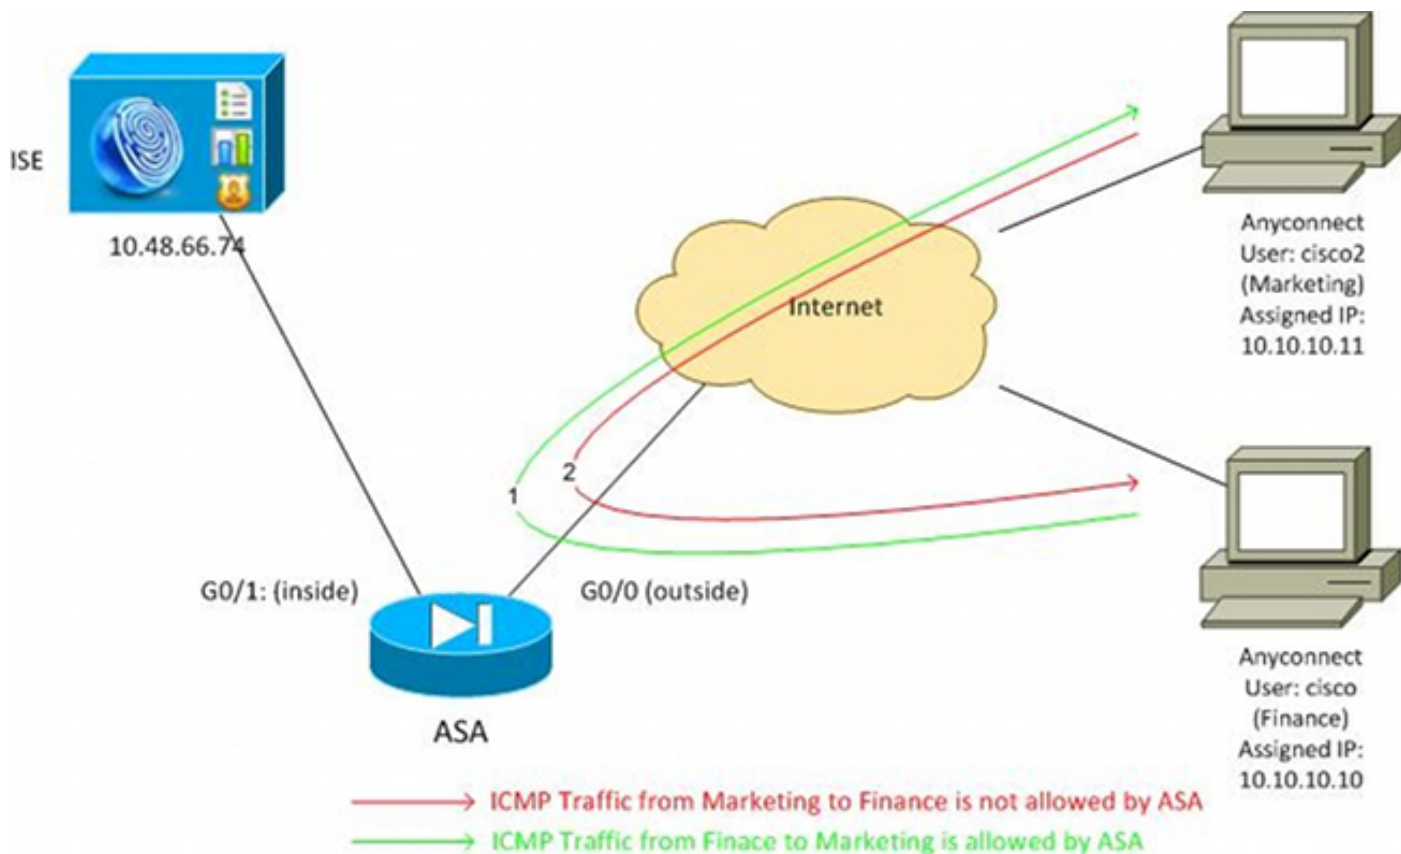 ISE
10.48.66.74
Internet
Anyconnect
User: cisco2
(Marketing)
Assigned IP:
10.10.10.11
1
2
G0/1: (inside)
G0/0 (outside)
ASA
Anyconnect
User: cisco
(Finance)
Assigned IP:
10.10.10.10
ICMP Traffic from Marketing to Finance is not allowed by ASA
ICMP Traffic from Finace to Marketing is allowed by ASA